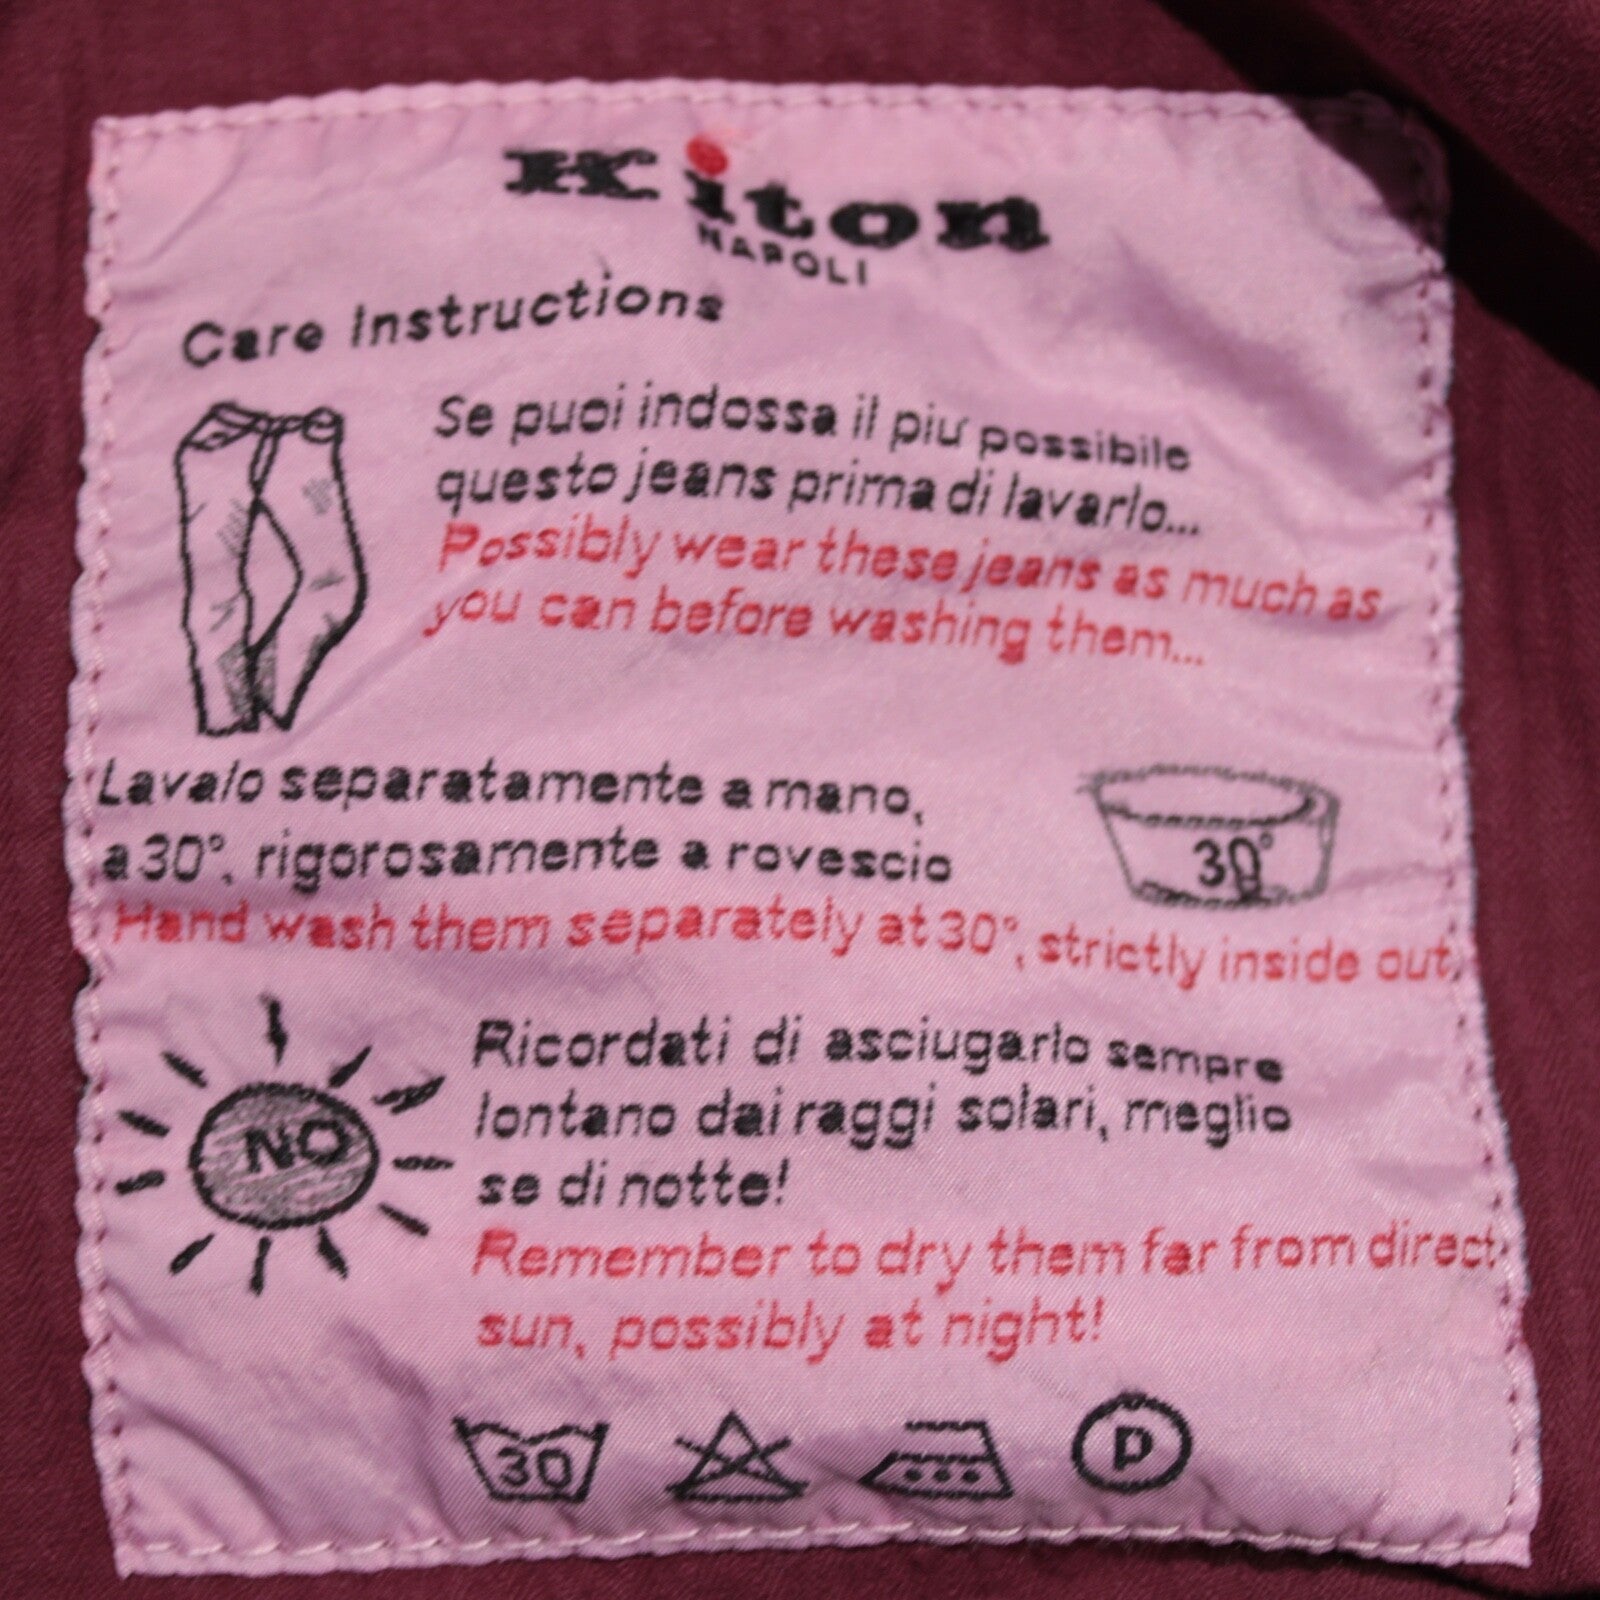 Kiton
NAPOLI
Care Instructions
Se puoi indossa il piu' possibile
questo jeans prima di lavarlo...
Possibly wear these jeans as much as
you can before washing them...
Lavalo separatamente a mano,
a 30°, rigorosamente a rovescio
30°
Hand wash them separately at 30°, strictly inside out,
NO
Ricordati di asciugarlo sempre
lontano dai raggi solari, meglio
se di notte!
Remember to dry them far from direct
sun, possibly at night!
30
P